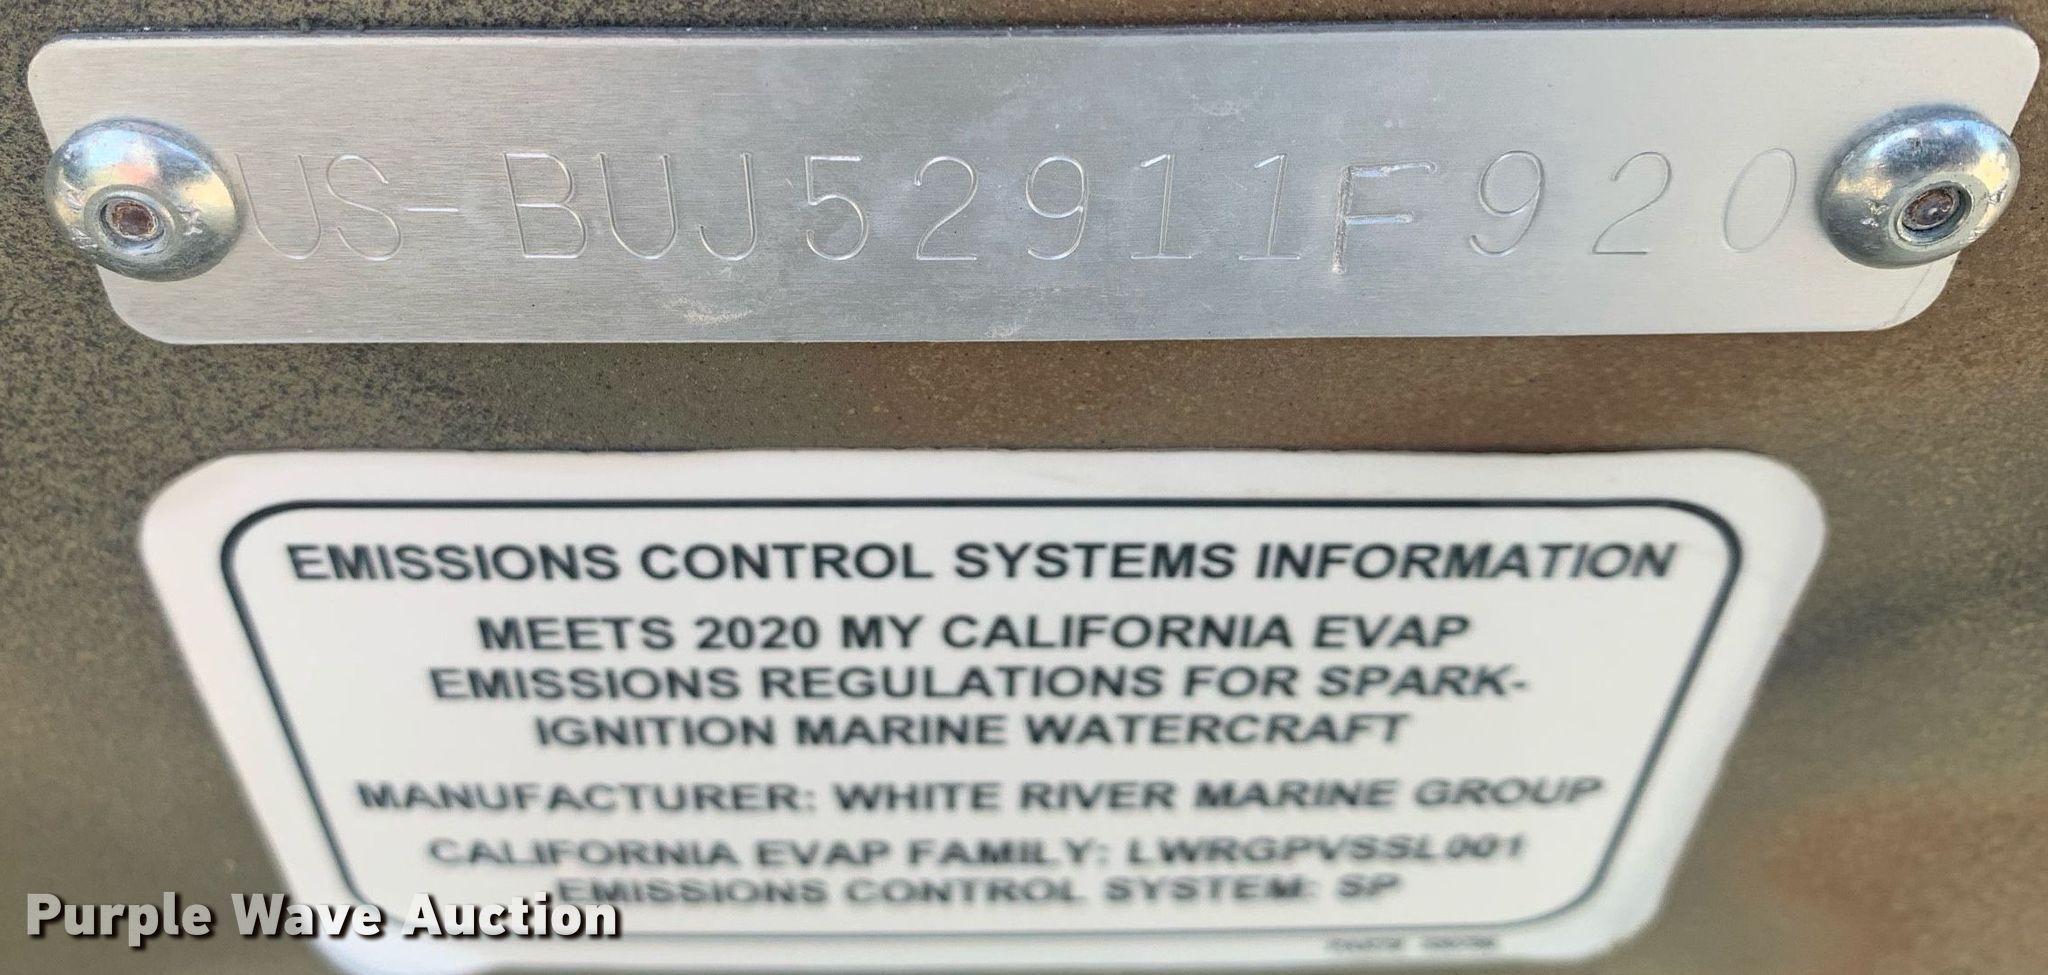 US-BUJ52911F920
EMISSIONS CONTROL SYSTEMS INFORMATION
MEETS 2020 MY CALIFORNIA EVAP
EMISSIONS REGULATIONS FOR SPARK-
IGNITION MARINE WATERCRAFT
MANUFACTURER: WHITE RIVER MARINE GROUP
CALIFORNIA EVAP FAMILY: LWRGPVSSL001
EMISSIONS CONTROL SYSTEM: SP
Purple Wave Auction